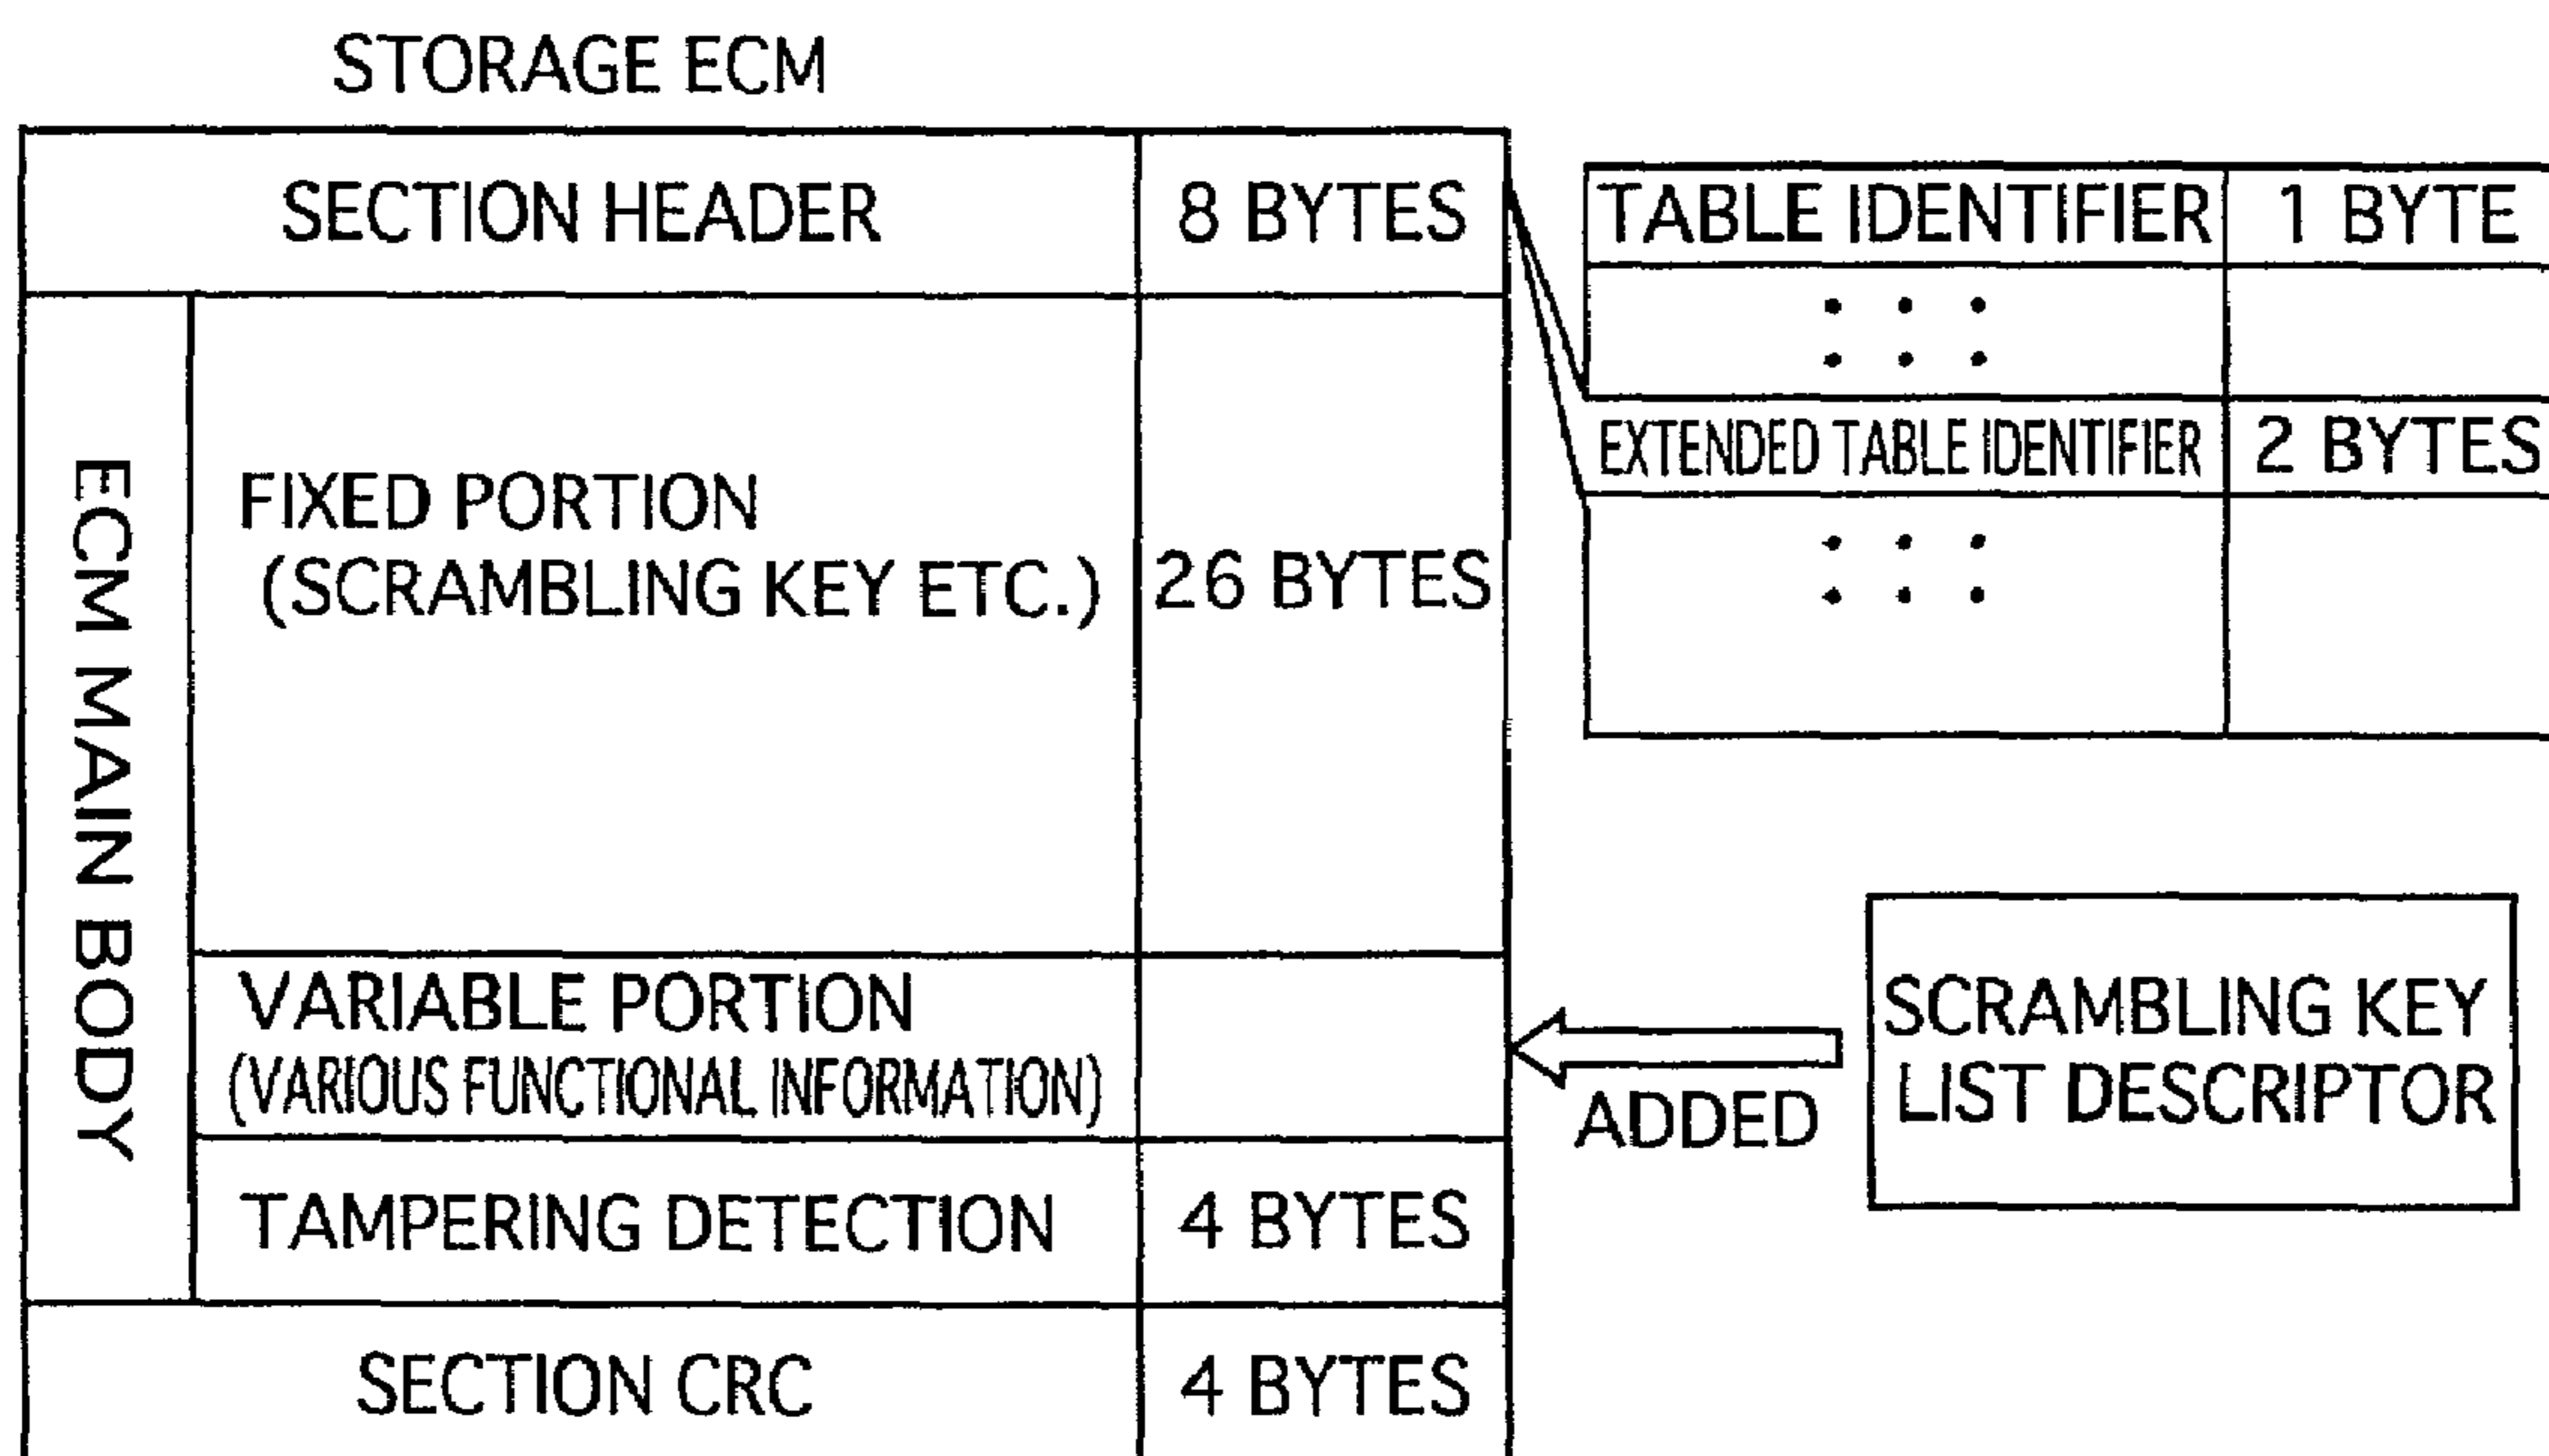 STORAGE ECM
SECTION HEADER
8 BYTES
ECM MAIN BODY
FIXED PORTION
(SCRAMBLING KEY ETC.)
26 BYTES
VARIABLE PORTION
(VARIOUS FUNCTIONAL INFORMATION)
TAMPERING DETECTION
4 BYTES
SECTION CRC
4 BYTES
TABLE IDENTIFIER
1 BYTE
EXTENDED TABLE IDENTIFIER
2 BYTES
ADDED
SCRAMBLING KEY
LIST DESCRIPTOR